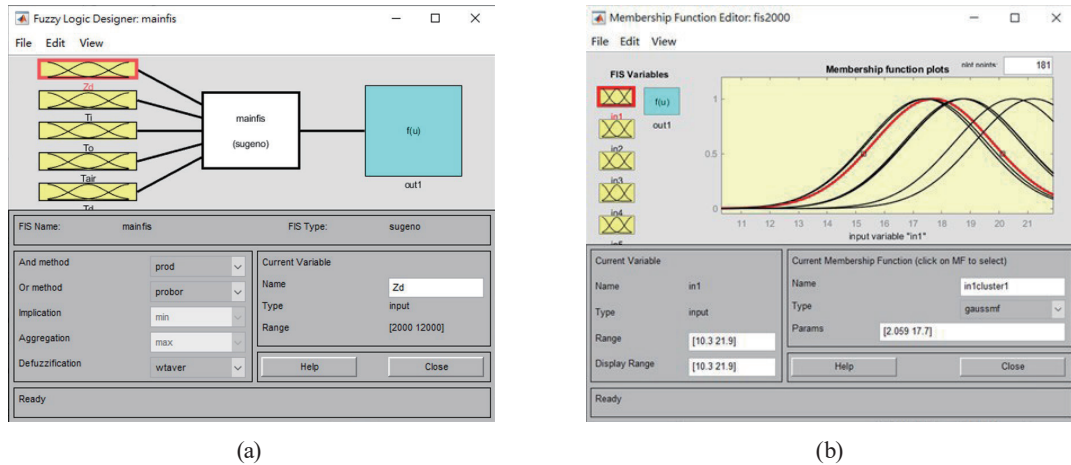 Fuzzy Logic Designer: mainfis
File Edit View
Zd
Ti
To
Tair
Td
mainfis
(sugeno)
f(u)
out1
FIS Name: mainfis FIS Type: sugeno
And method prod
Or method probor
Implication min
Aggregation max
Defuzzification wtaver
Current Variable
Name Zd
Type input
Range [2000 12000]
Help Close
Ready
(a)
Membership Function Editor: fis2000
File Edit View
FIS Variables
f(u)
in1 out1
in2
in3
in4
in5
Membership function plots plot points: 181
1
0.5
0
11 12 13 14 15 16 17 18 19 20 21
input variable "in1"
Current Variable
Name in1
Type input
Range [10.3 21.9]
Display Range [10.3 21.9]
Current Membership Function (click on MF to select)
Name in1cluster1
Type gaussmf
Params [2.059 17.7]
Help Close
Ready
(b)